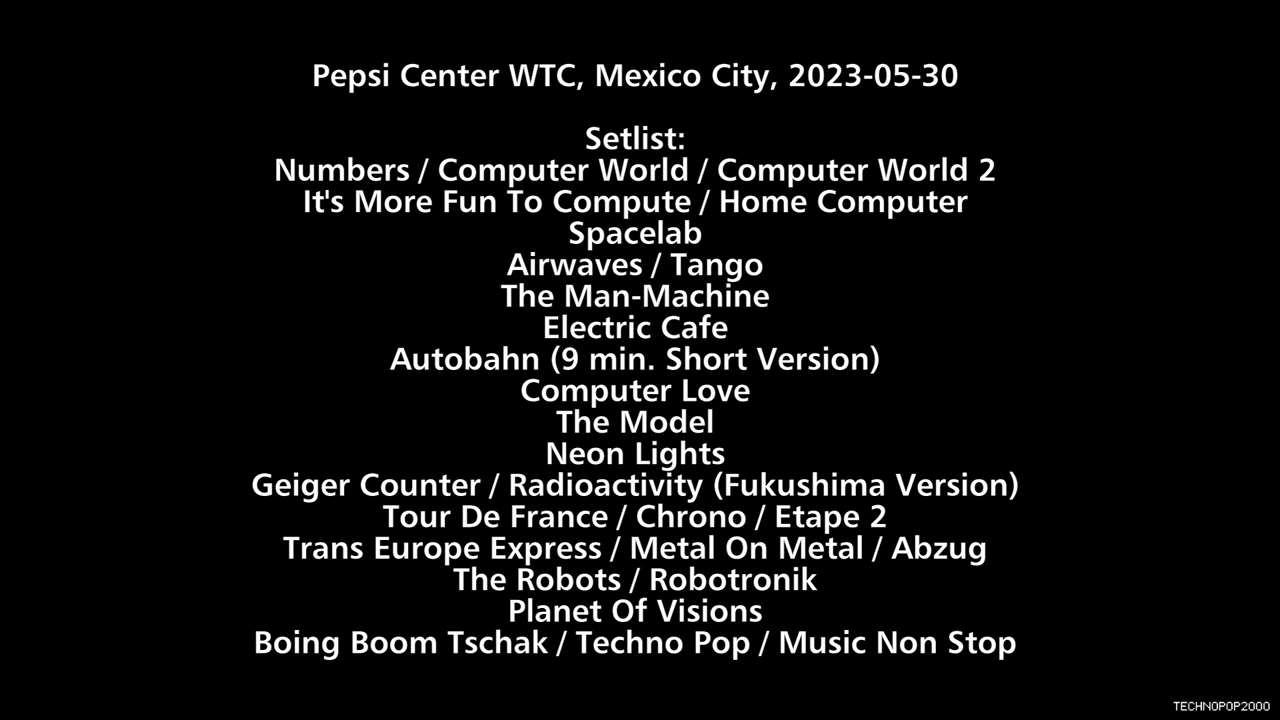 Pepsi Center WTC, Mexico City, 2023-05-30
Setlist:
Numbers / Computer World / Computer World 2
It's More Fun To Compute / Home Computer
Spacelab
Airwaves / Tango
The Man-Machine
Electric Cafe
Autobahn (9 min. Short Version)
Computer Love
The Model
Neon Lights
Geiger Counter / Radioactivity (Fukushima Version)
Tour De France / Chrono / Etape 2
Trans Europe Express / Metal On Metal / Abzug
The Robots / Robotronik
Planet Of Visions
Boing Boom Tschak / Techno Pop / Music Non Stop
TECHNOPOP2000